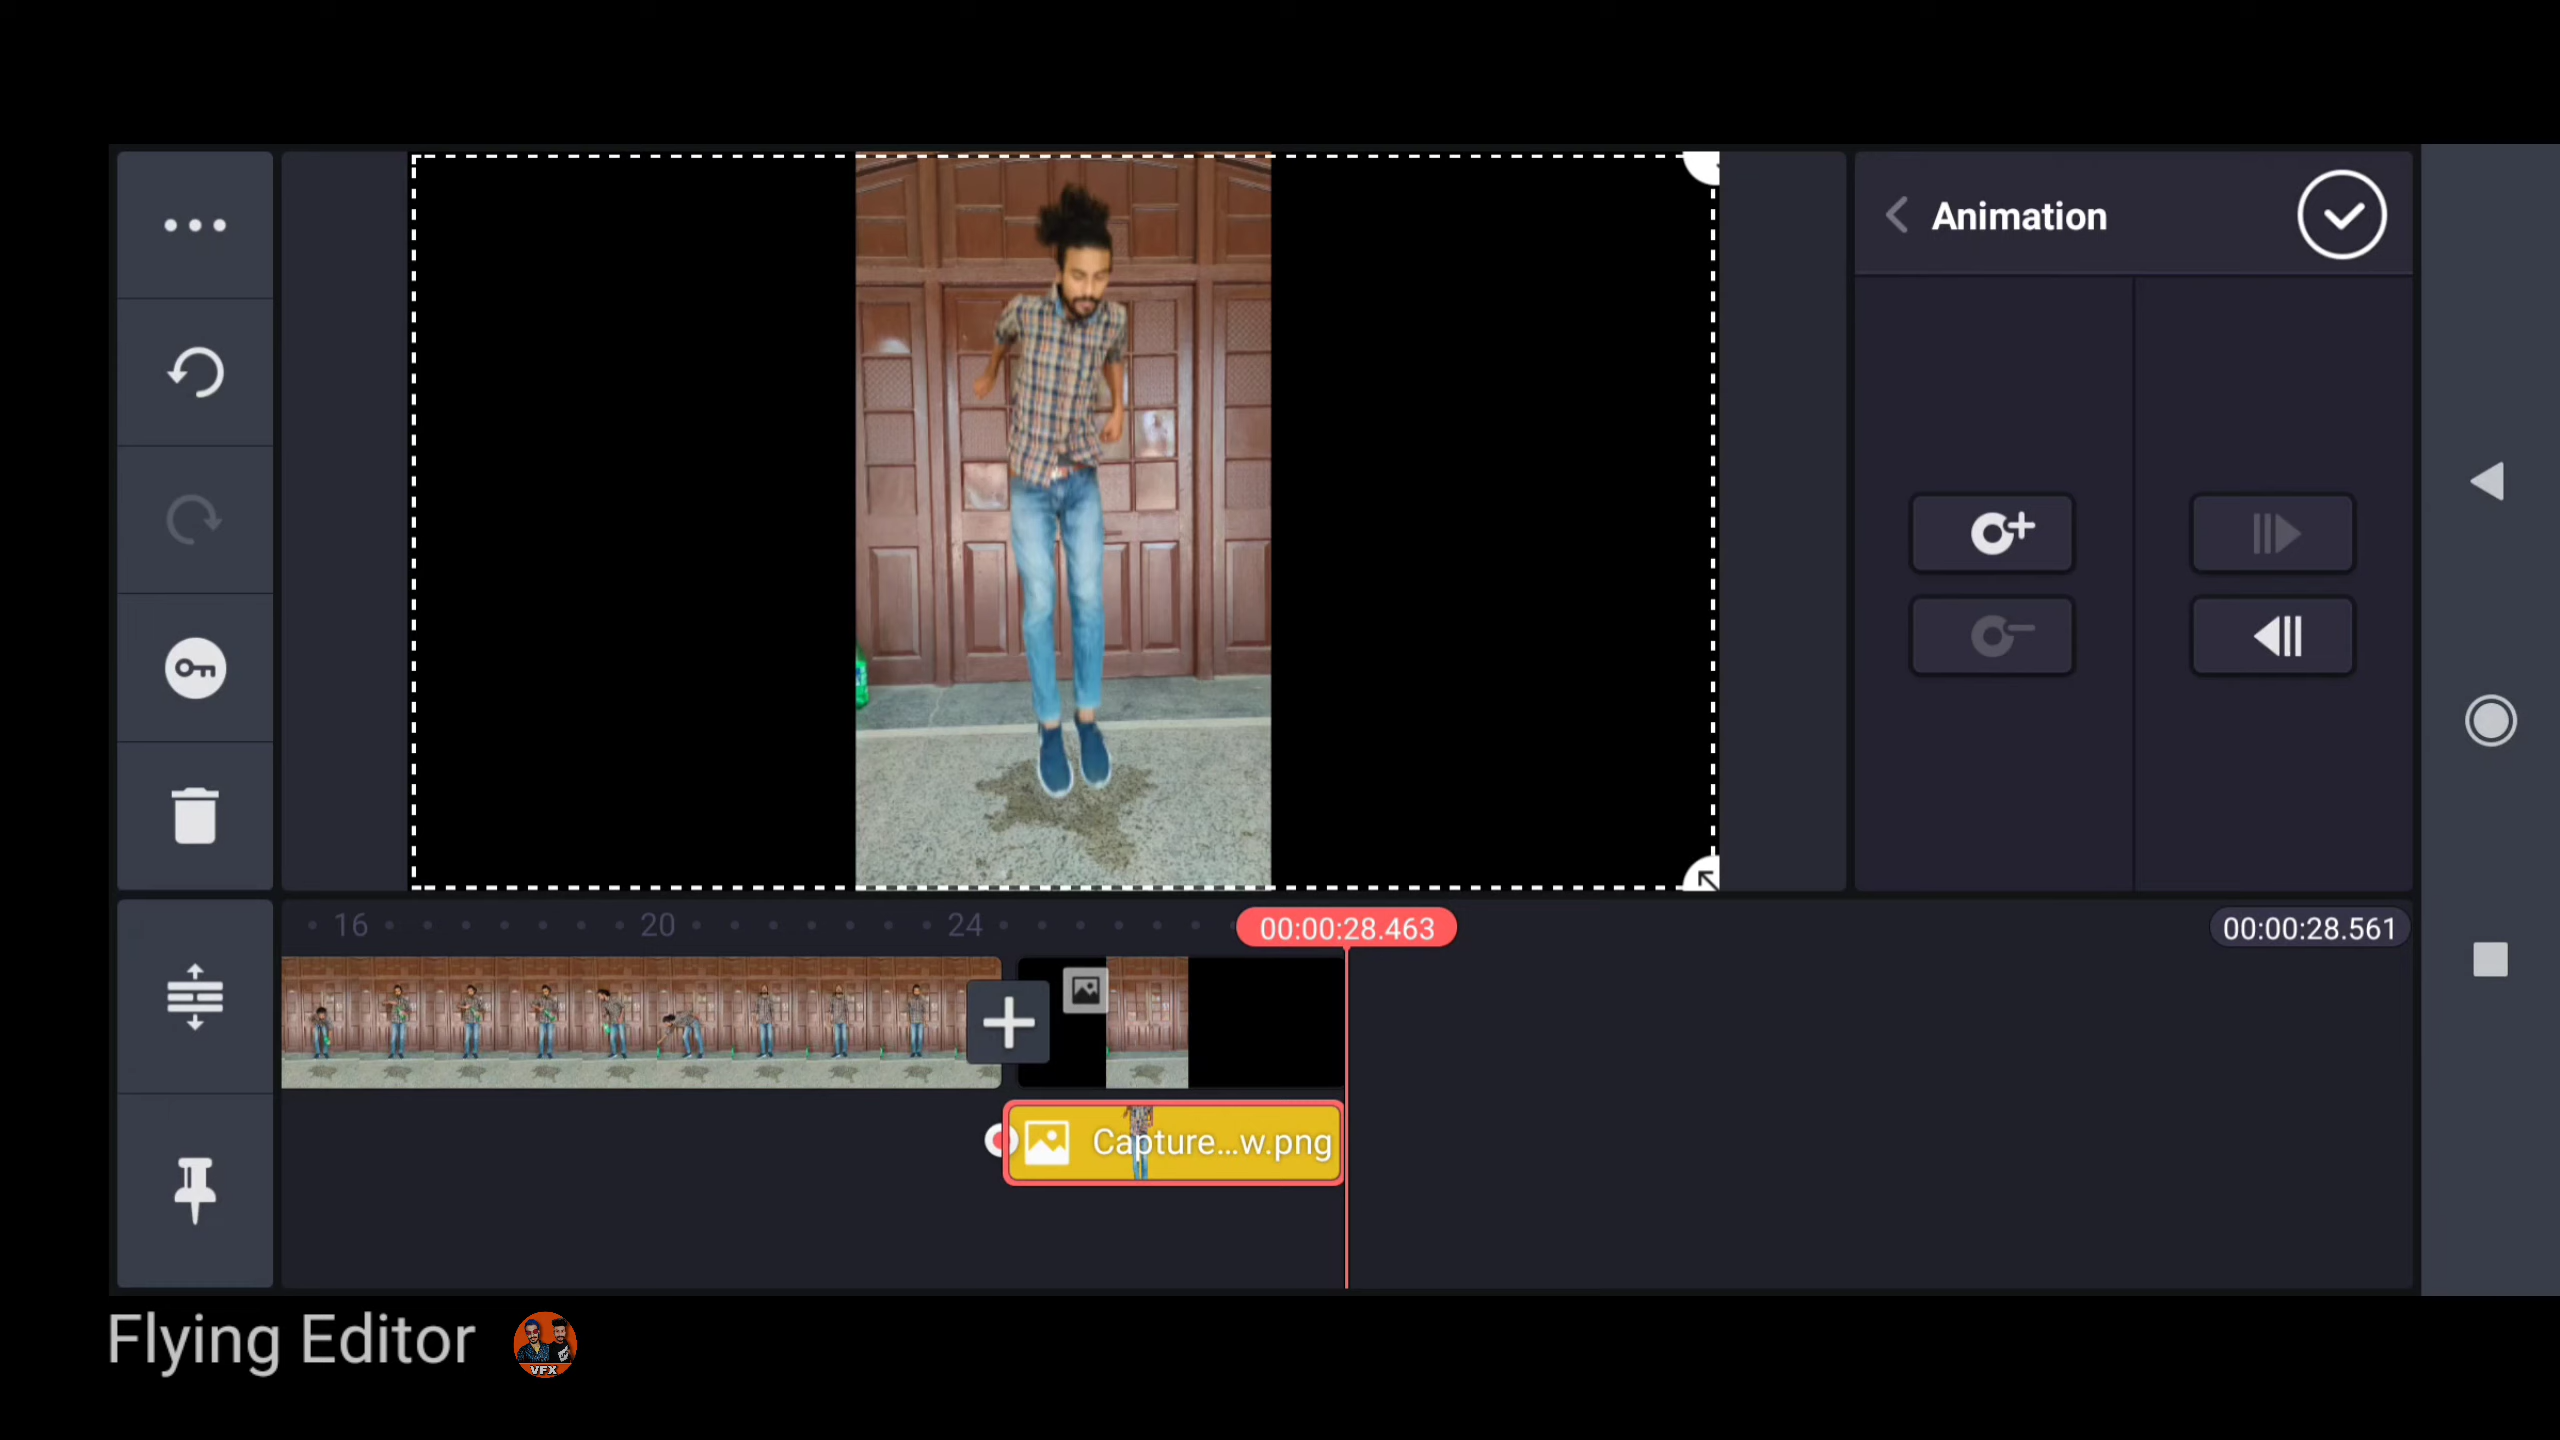 Animation
16
20
24
00:00:28.463
00:00:28.561
Capture...w.png
Flying Editor
VFX